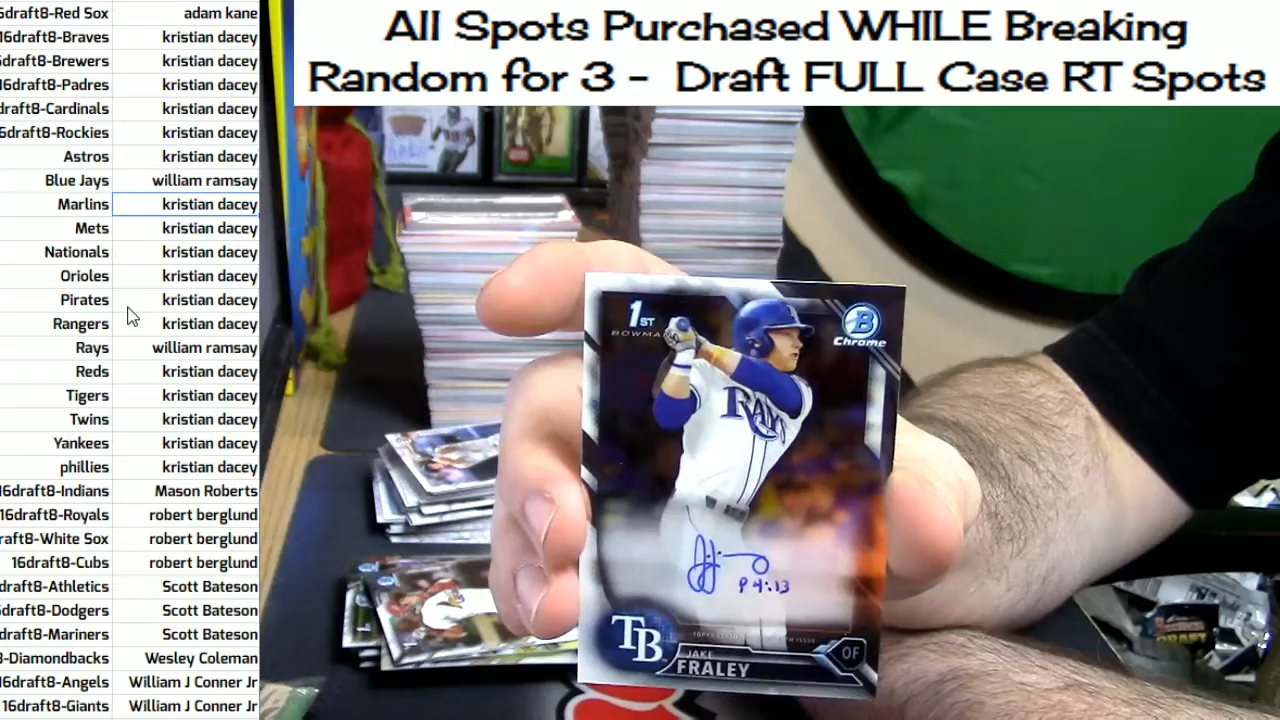 All Spots Purchased WHILE Breaking
Random for 3 - Draft FULL Case RT Spots
6draft8-Red Sox adam kane
16draft8-Braves kristian dacey
6draft8-Brewers kristian dacey
16draft8-Padres kristian dacey
draft8-Cardinals kristian dacey
6draft8-Rockies kristian dacey
Astros kristian dacey
Blue Jays william ramsay
Marlins kristian dacey
Mets kristian dacey
Nationals kristian dacey
Orioles kristian dacey
Pirates kristian dacey
Rangers kristian dacey
Rays william ramsay
Reds kristian dacey
Tigers kristian dacey
Twins kristian dacey
Yankees kristian dacey
phillies kristian dacey
16draft8-Indians Mason Roberts
16draft8-Royals robert berglund
raft8-White Sox robert berglund
16draft8-Cubs robert berglund
draft8-Athletics Scott Bateson
draft8-Dodgers Scott Bateson
draft8-Mariners Scott Bateson
8-Diamondbacks Wesley Coleman
16draft8-Angels William J Conner Jr
16draft8-Giants William J Conner Jr
1ST
BOWMAN
B
Chrome
RAYS
P 4:13
TB
JAKE
FRALEY
OF
DRAFT